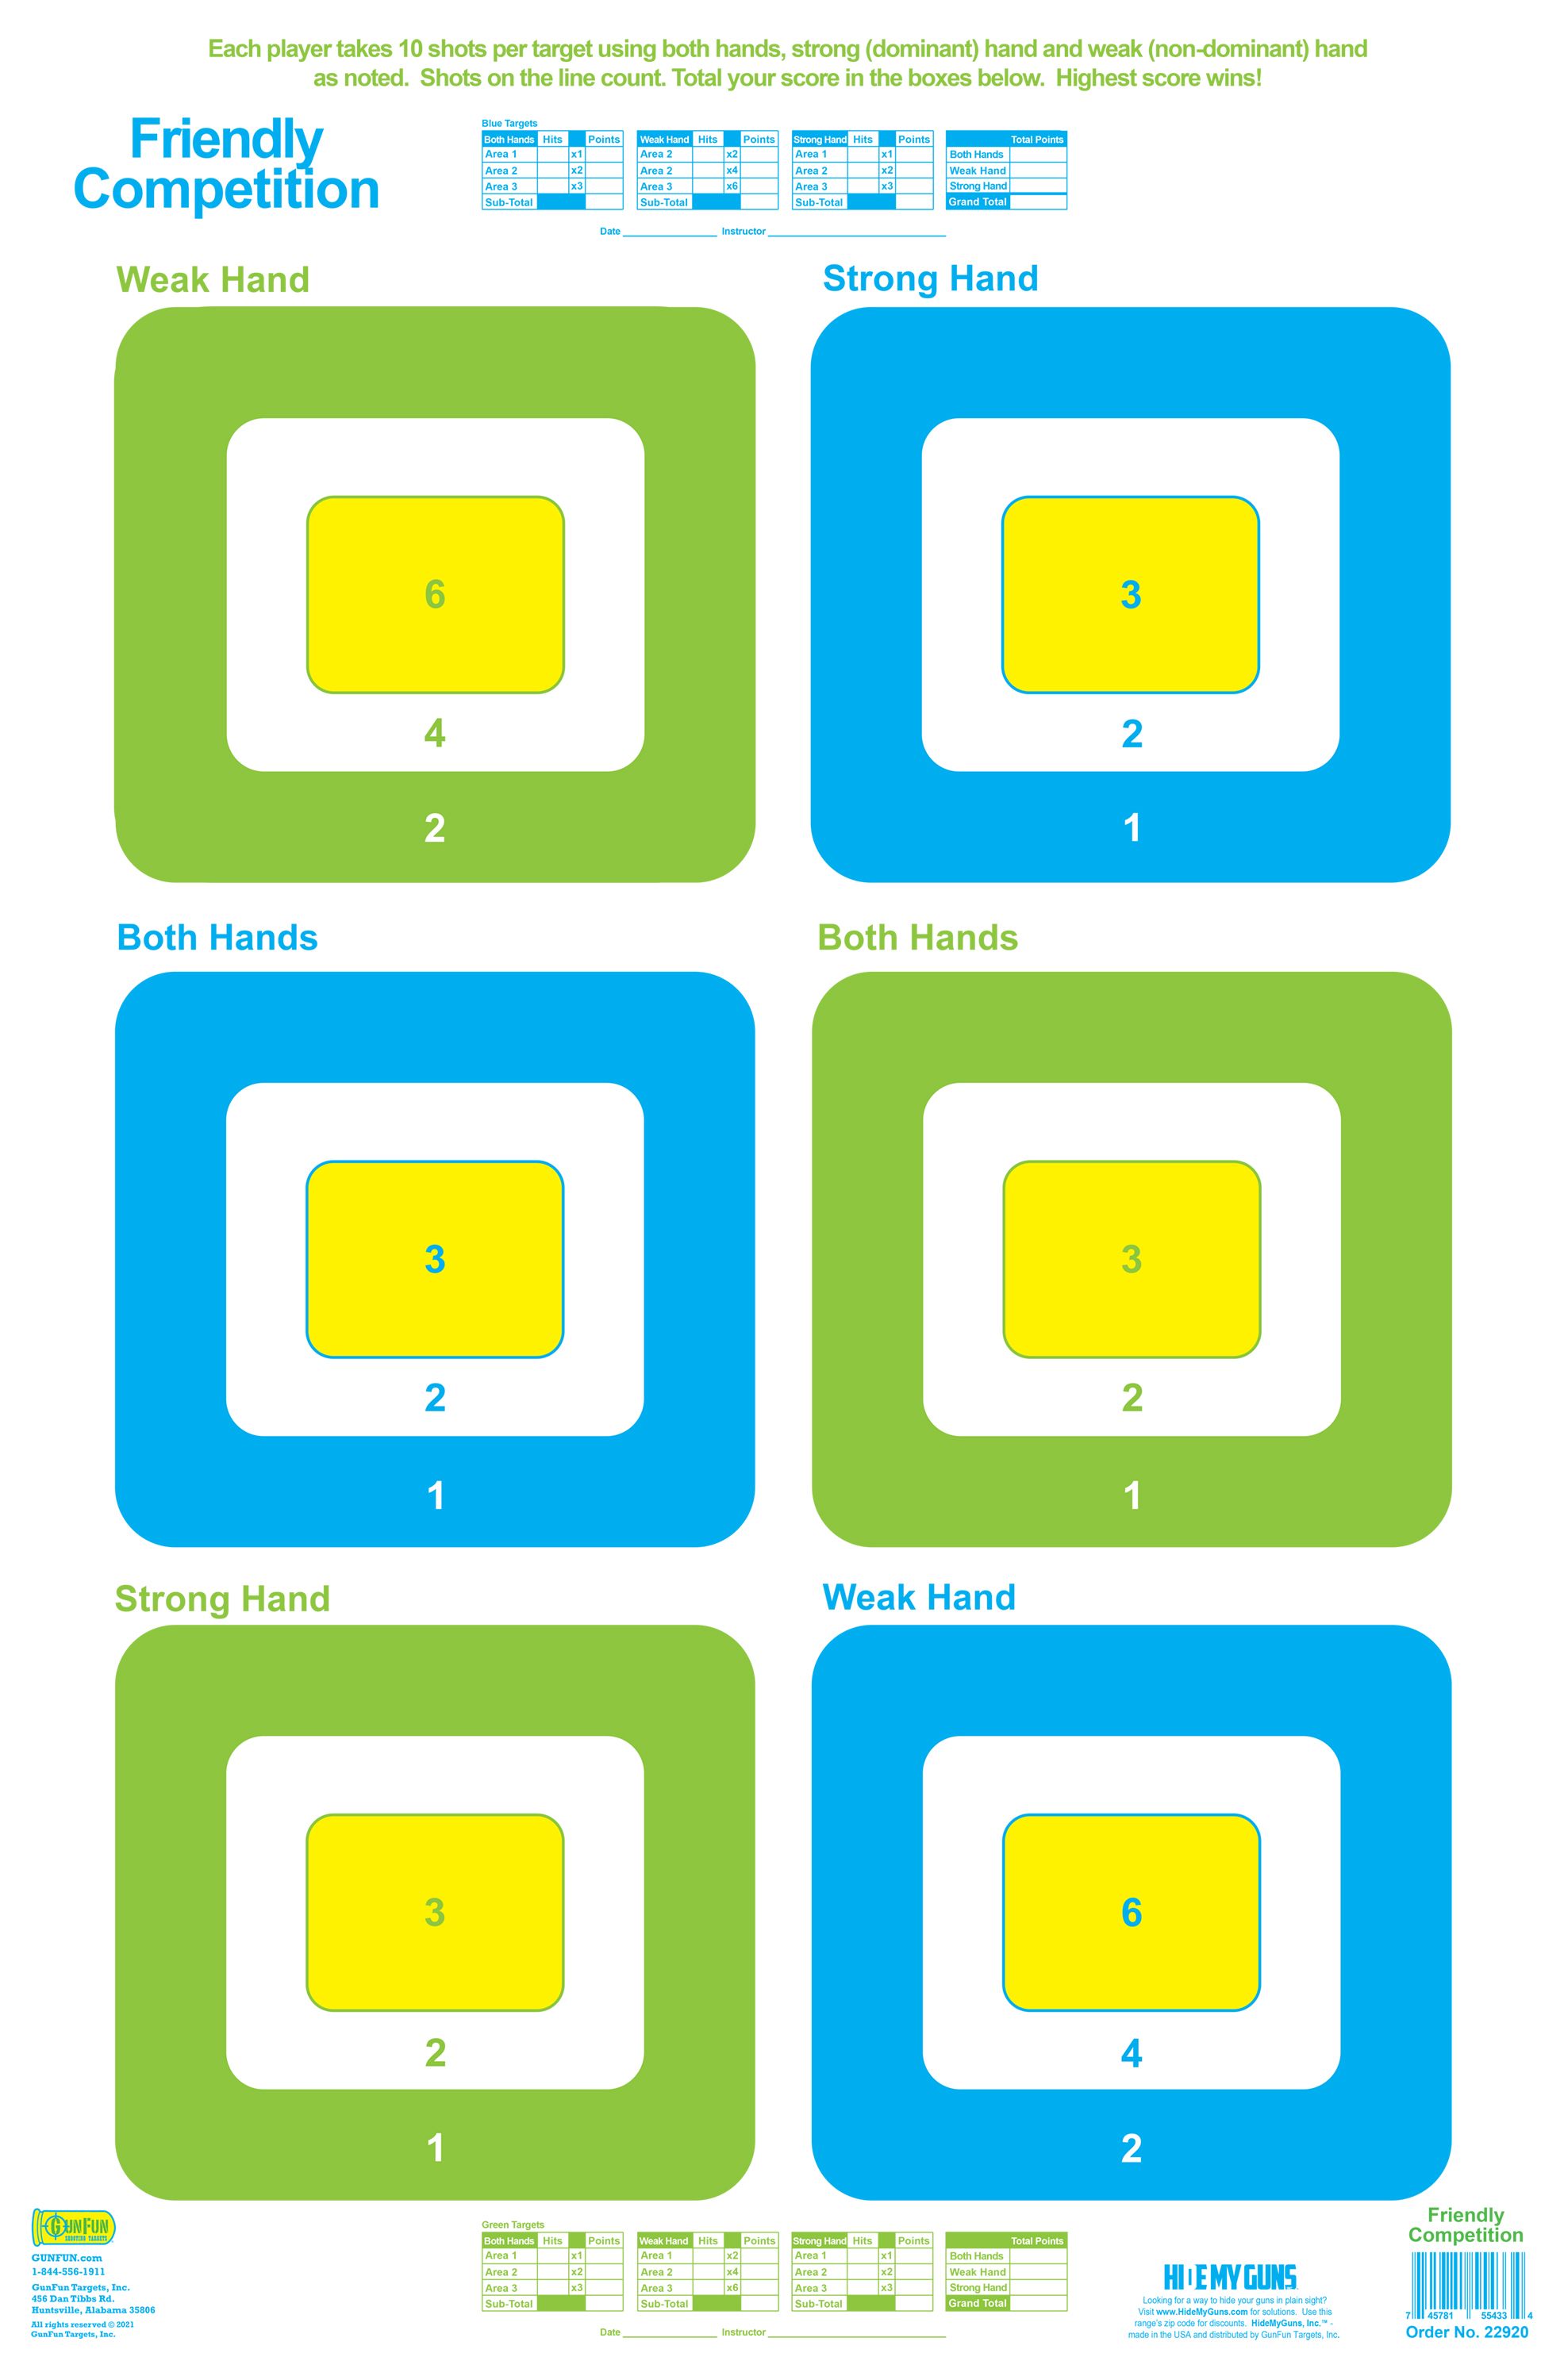 Each player takes 10 shots per target using both hands, strong (dominant) hand and weak (non-dominant) hand
as noted.  Shots on the line count. Total your score in the boxes below.  Highest score wins!
Friendly
Competition
Blue Targets
Both Hands Hits Points
Area 1 x1
Area 2 x2
Area 3 x3
Sub-Total
Weak Hand Hits Points
Area 2 x2
Area 2 x4
Area 3 x6
Sub-Total
Strong Hand Hits Points
Area 1 x1
Area 2 x2
Area 3 x3
Sub-Total
Total Points
Both Hands
Weak Hand
Strong Hand
Grand Total
Date Instructor
Weak Hand
6
4
2
Strong Hand
3
2
1
Both Hands
3
2
1
Both Hands
3
2
1
Strong Hand
3
2
1
Weak Hand
6
4
2
GUNFUN
SHOOTING TARGETS
GUNFUN.com
1-844-556-1911
GunFun Targets, Inc.
456 Dan Tibbs Rd.
Huntsville, Alabama 35806
All rights reserved © 2021
GunFun Targets, Inc.
Green Targets
Both Hands Hits Points
Area 1 x1
Area 2 x2
Area 3 x3
Sub-Total
Weak Hand Hits Points
Area 1 x2
Area 2 x4
Area 3 x6
Sub-Total
Strong Hand Hits Points
Area 1 x1
Area 2 x2
Area 3 x3
Sub-Total
Total Points
Both Hands
Weak Hand
Strong Hand
Grand Total
Date Instructor
HIDEMYGUNS
Looking for a way to hide your guns in plain sight?
Visit www.HideMyGuns.com for solutions.  Use this
range's zip code for discounts.  HideMyGuns, Inc.™ -
made in the USA and distributed by GunFun Targets, Inc.
Friendly
Competition
7 45781 55433 4
Order No. 22920